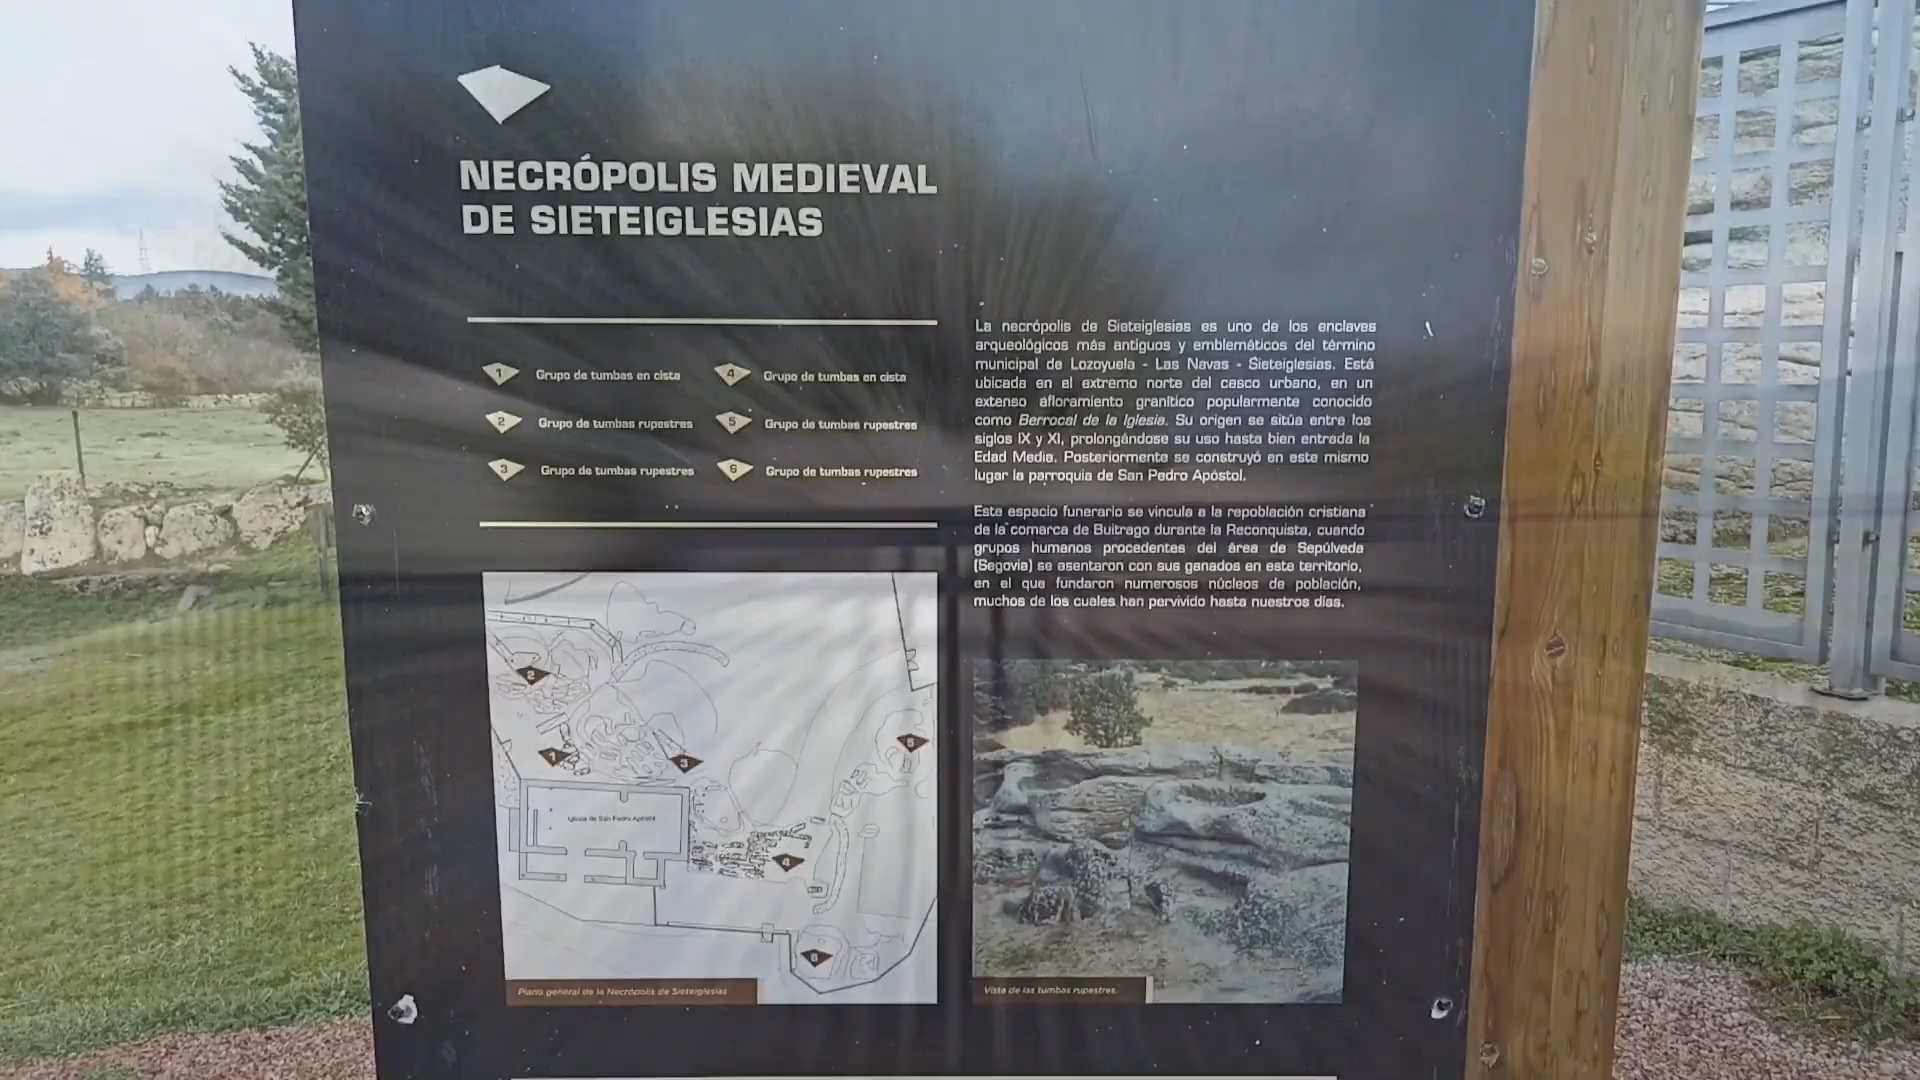 NECRÓPOLIS MEDIEVAL
DE SIETEIGLESIAS
1 Grupo de tumbas en cista
2 Grupo de tumbas rupestres
3 Grupo de tumbas rupestres
4 Grupo de tumbas en cista
5 Grupo de tumbas rupestres
6 Grupo de tumbas rupestres
La necrópolis de Sieteiglesias es uno de los enclaves
arqueológicos más antiguos y emblemáticos del término
municipal de Lozoyuela - Las Navas - Sieteiglesias. Está
ubicada en el extremo norte del casco urbano, en un
extenso afloramiento granítico popularmente conocido
como Berrocal de la Iglesia. Su origen se sitúa entre los
siglos IX y XI, prolongándose su uso hasta bien entrada la
Edad Media. Posteriormente se construyó en este mismo
lugar la parroquia de San Pedro Apóstol.
Este espacio funerario se vincula a la repoblación cristiana
de la comarca de Buitrago durante la Reconquista, cuando
grupos humanos procedentes del área de Sepúlveda
(Segovia) se asentaron con sus ganados en este territorio,
en el que fundaron numerosos núcleos de población,
muchos de los cuales han pervivido hasta nuestros días.
2
1
3
5
Iglesia de San Pedro Apóstol
4
6
Plano general de la Necrópolis de Sieteiglesias
Vista de las tumbas rupestres.